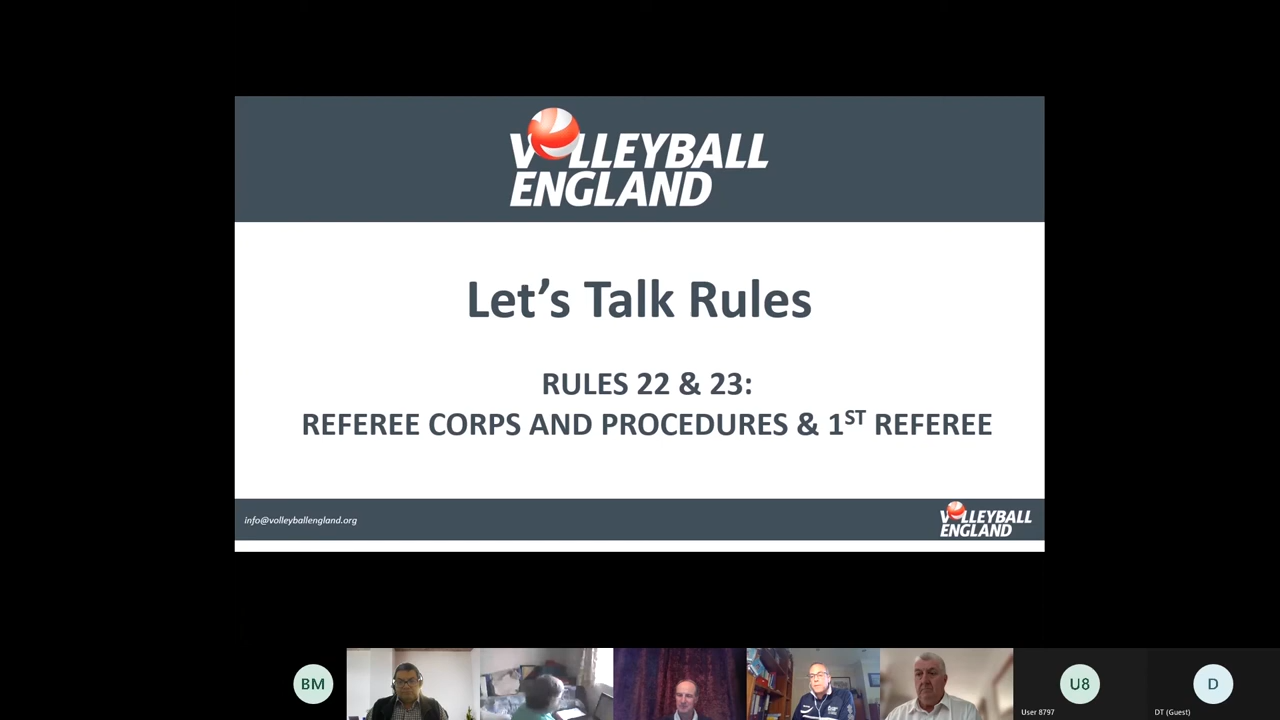 VOLLEYBALL
ENGLAND
Let's Talk Rules
RULES 22 & 23:
REFEREE CORPS AND PROCEDURES & 1ST REFEREE
info@volleyballengland.org
VOLLEYBALL
ENGLAND
BM
U8
D
User 8797
DT (Guest)